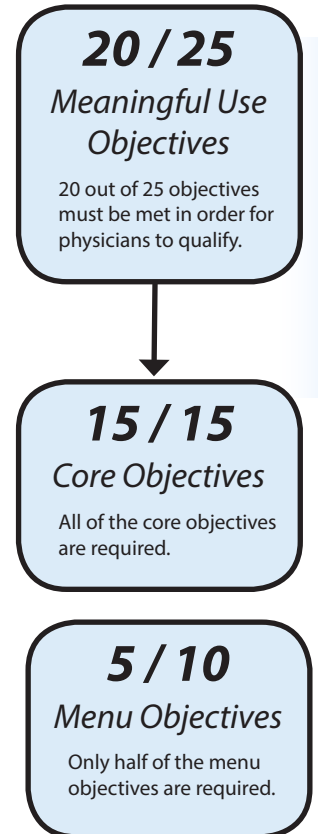 20 / 25
Meaningful Use
Objectives
20 out of 25 objectives
must be met in order for
physicians to qualify.
15 / 15
Core Objectives
All of the core objectives
are required.
5 / 10
Menu Objectives
Only half of the menu
objectives are required.